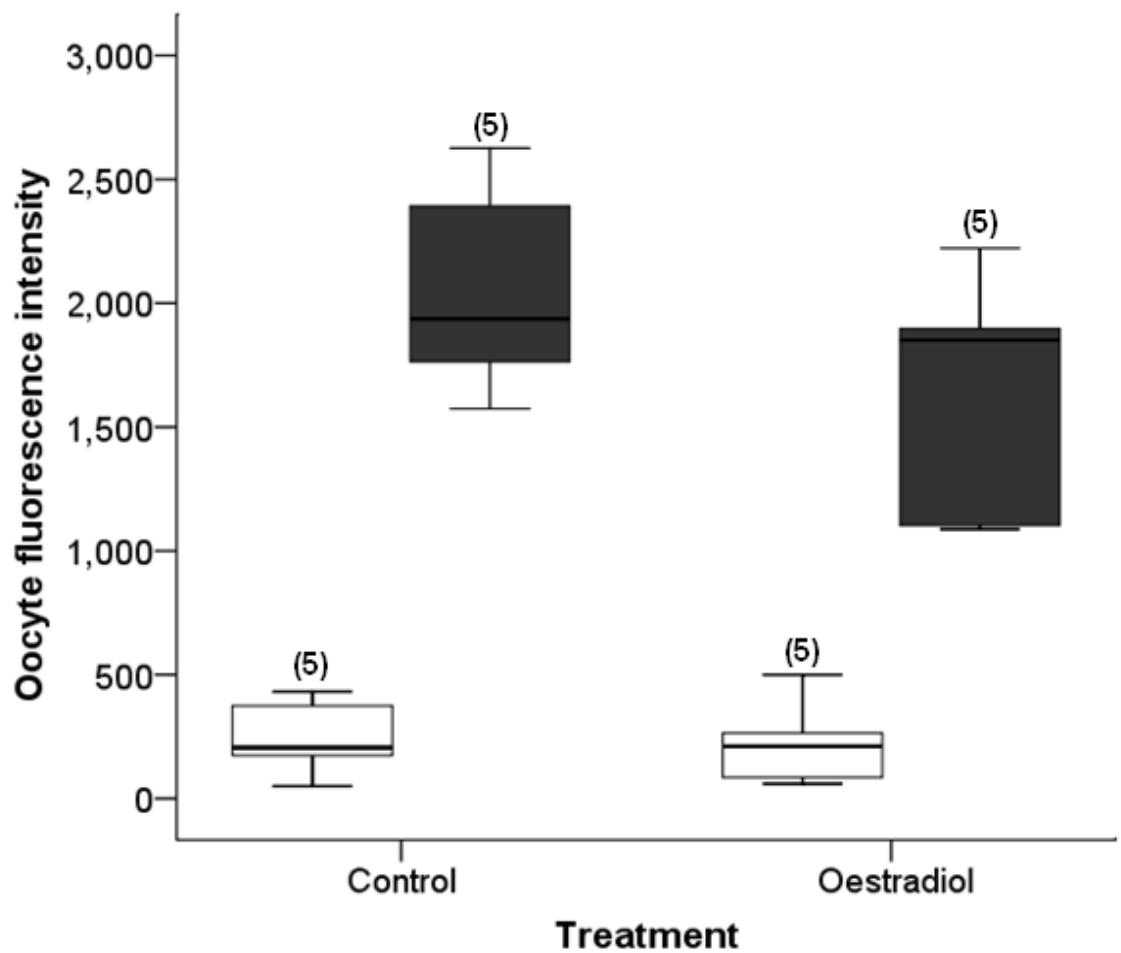 Oocyte fluorescence intensity
3,000
2,500
2,000
1,500
1,000
500
0
(5)
(5)
(5)
(5)
Control
Oestradiol
Treatment